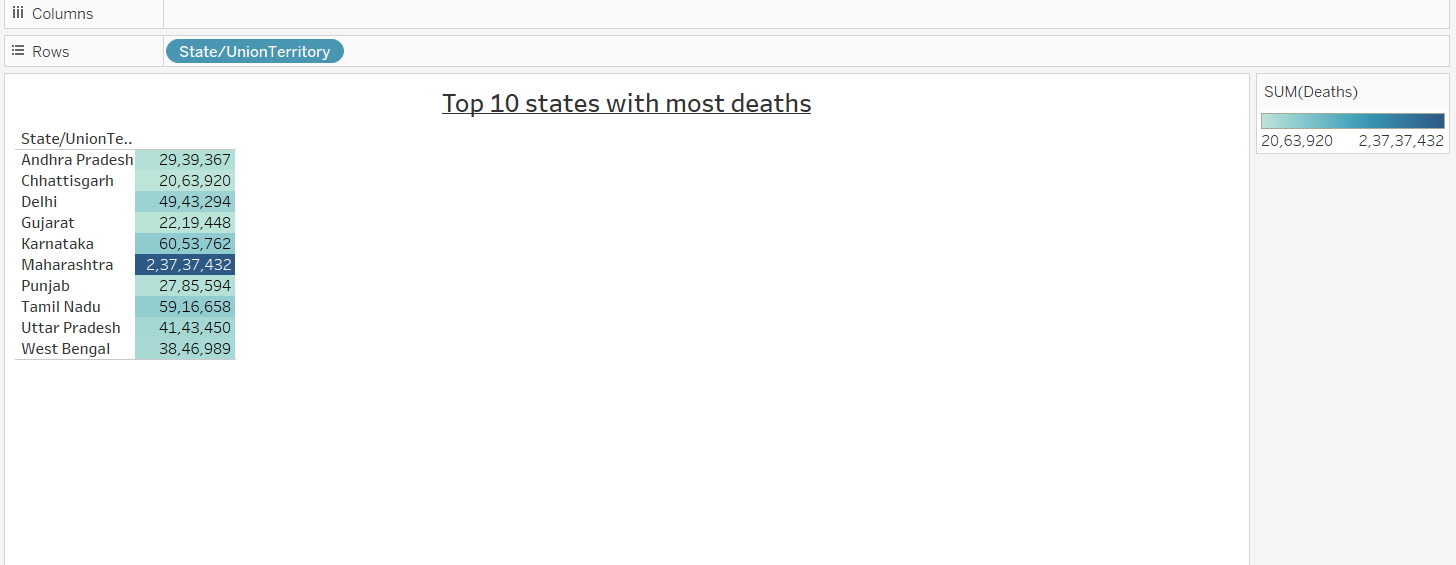 Columns
Rows State/UnionTerritory
Top 10 states with most deaths
State/UnionTe..
Andhra Pradesh 29,39,367
Chhattisgarh 20,63,920
Delhi 49,43,294
Gujarat 22,19,448
Karnataka 60,53,762
Maharashtra 2,37,37,432
Punjab 27,85,594
Tamil Nadu 59,16,658
Uttar Pradesh 41,43,450
West Bengal 38,46,989
SUM(Deaths)
20,63,920 2,37,37,432